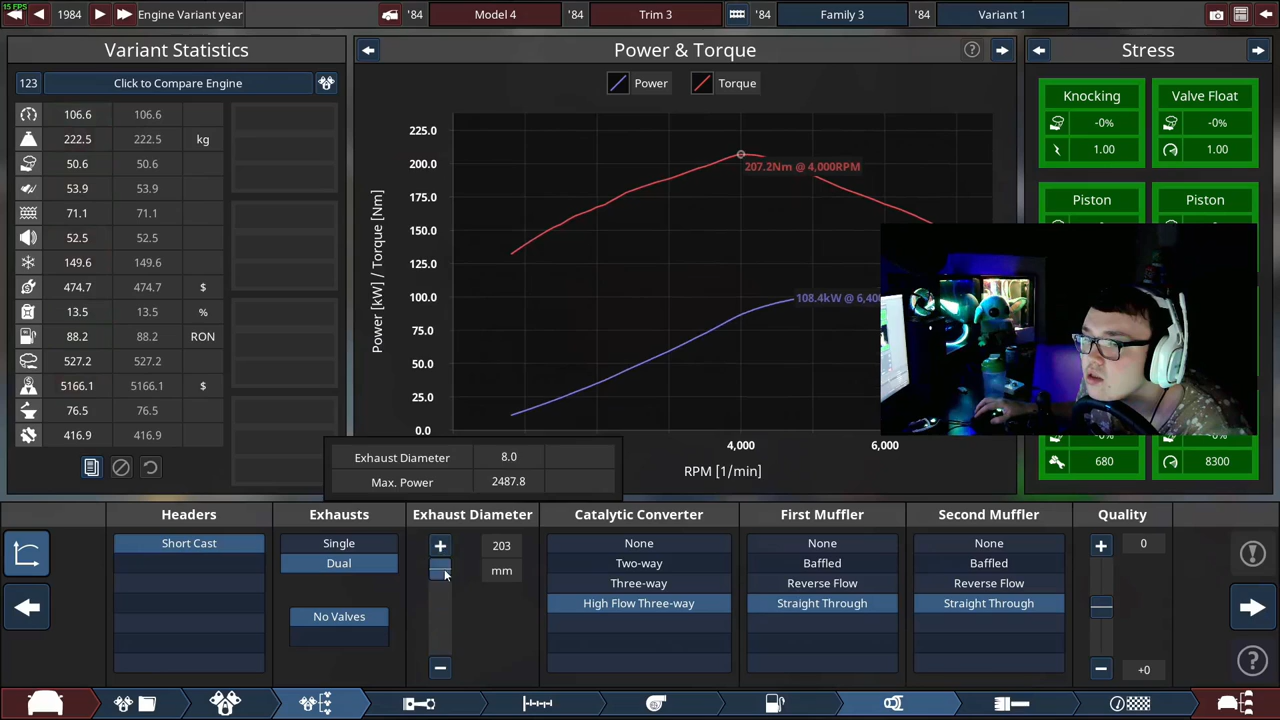 15 FPS
1984
Engine Variant year
'84
Model 4
'84
Trim 3
'84
Family 3
'84
Variant 1
Variant Statistics
123
Click to Compare Engine
106.6 106.6
222.5 222.5 kg
50.6 50.6
53.9 53.9
71.1 71.1
52.5 52.5
149.6 149.6
474.7 474.7 $
13.5 13.5 %
88.2 88.2 RON
527.2 527.2
5166.1 5166.1 $
76.5 76.5
416.9 416.9
Power & Torque
?
Power
Torque
225.0
200.0
175.0
150.0
125.0
100.0
75.0
50.0
25.0
0.0
Power [kW] / Torque [Nm]
207.2Nm @ 4,000RPM
108.4kW @ 6,40
4,000
6,000
RPM [1/min]
Stress
Knocking
-0%
1.00
Valve Float
-0%
1.00
Piston
Piston
680
8300
Exhaust Diameter 8.0
Max. Power 2487.8
Headers
Short Cast
Exhausts
Single
Dual
No Valves
Exhaust Diameter
+
203
mm
−
Catalytic Converter
None
Two-way
Three-way
High Flow Three-way
First Muffler
None
Baffled
Reverse Flow
Straight Through
Second Muffler
None
Baffled
Reverse Flow
Straight Through
Quality
+
0
−
+0
!
?